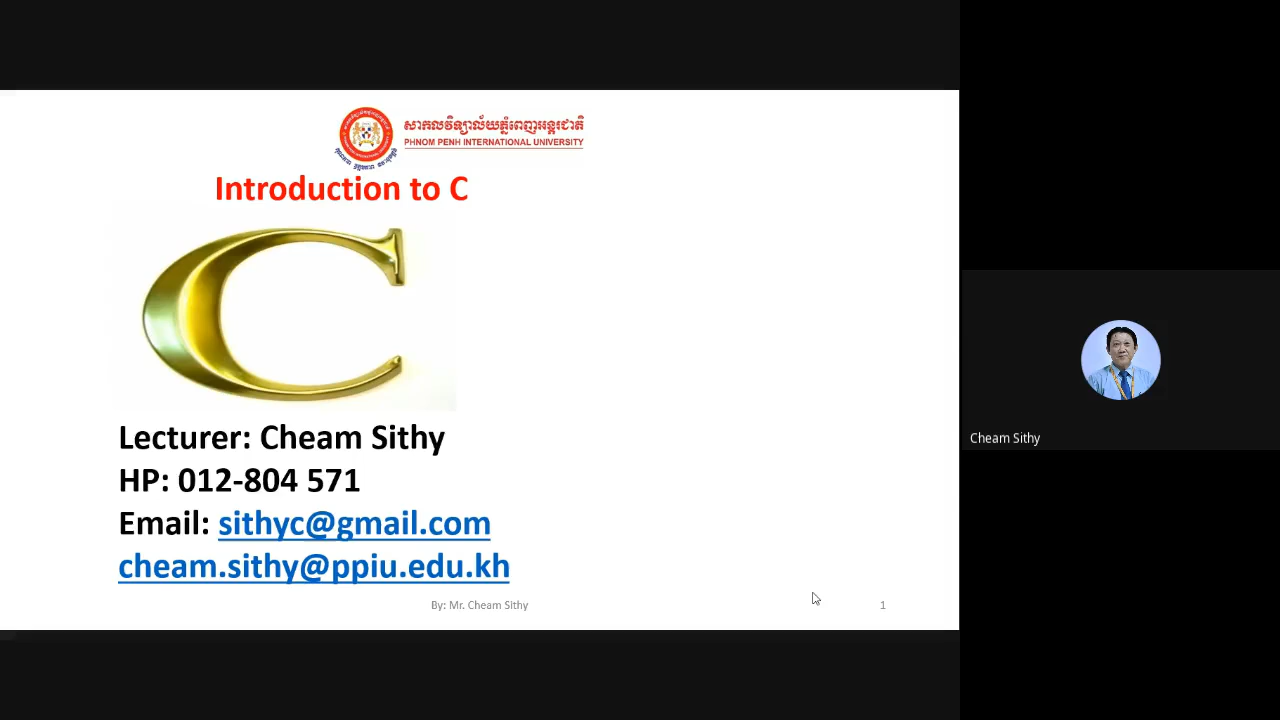 សាកលវិទ្យាល័យភ្នំពេញអន្តរជាតិ
PHNOM PENH INTERNATIONAL UNIVERSITY
Introduction to C
C
Lecturer: Cheam Sithy
HP: 012-804 571
Email: sithyc@gmail.com
cheam.sithy@ppiu.edu.kh
By: Mr. Cheam Sithy
1
Cheam Sithy